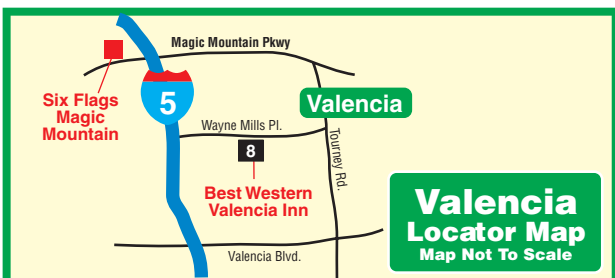 Magic Mountain Pkwy
Six Flags
Magic
Mountain
5
Valencia
Wayne Mills Pl.
8
Tourney Rd.
Best Western
Valencia Inn
Valencia Blvd.
Valencia
Locator Map
Map Not To Scale